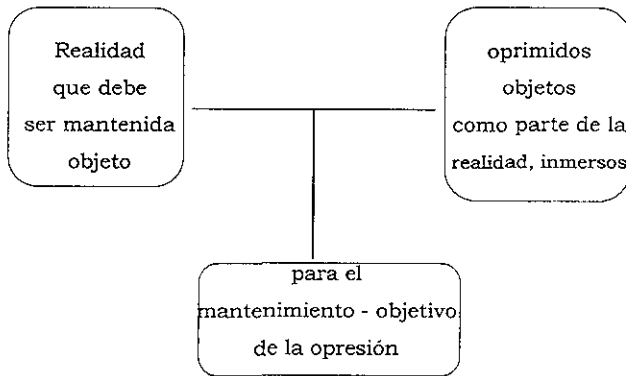 Realidad
que debe
ser mantenida
objeto
oprimidos
objetos
como parte de la
realidad, inmersos
para el
mantenimiento - objetivo
de la opresión